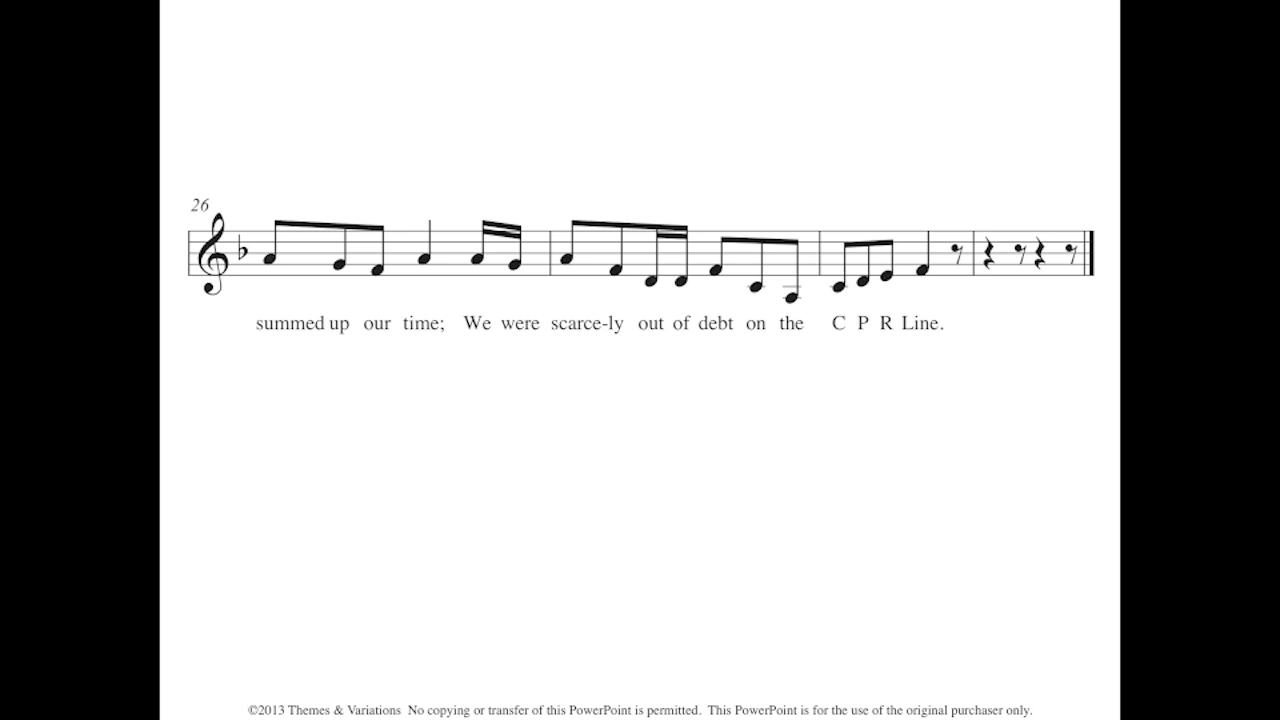 26
summed up our time; We were scarce-ly out of debt on the C P R Line.
©2013 Themes & Variations No copying or transfer of this PowerPoint is permitted. This PowerPoint is for the use of the original purchaser only.